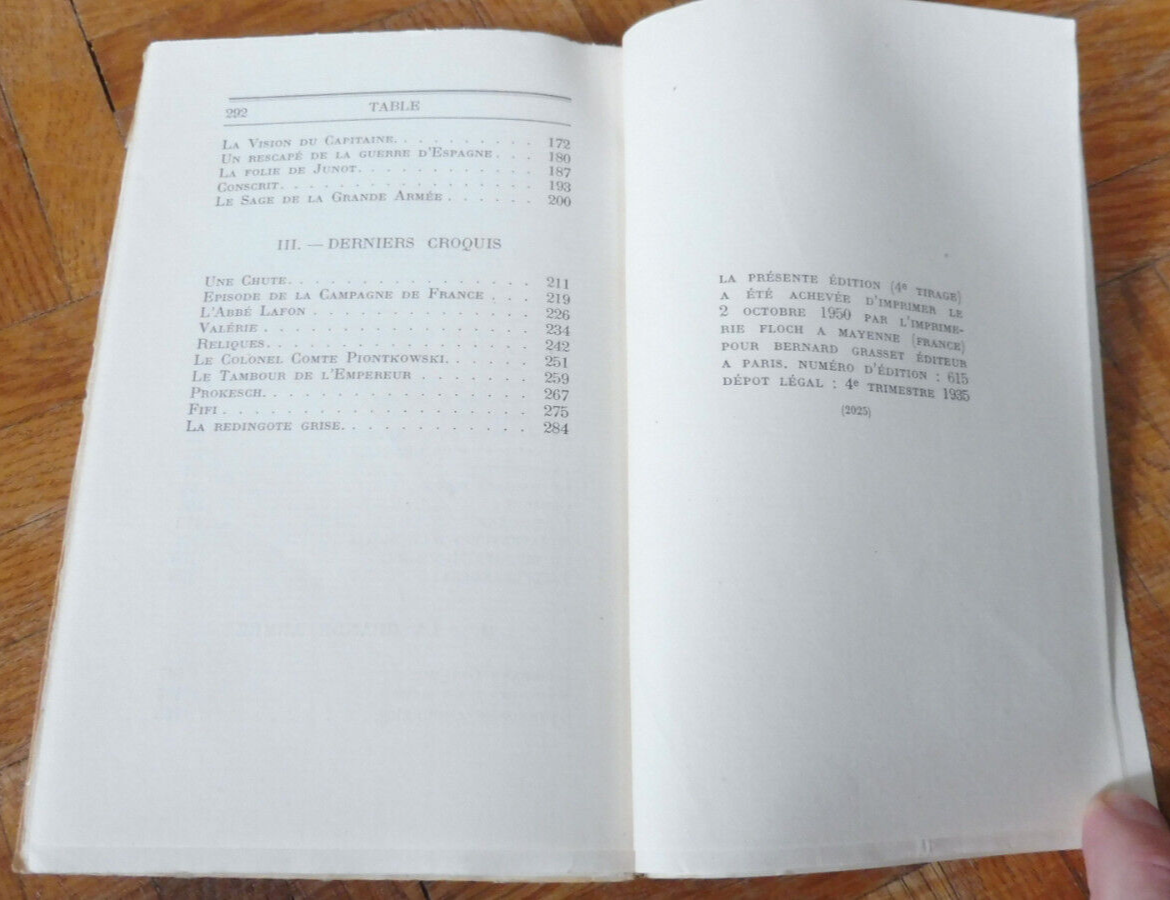 292 TABLE
La Vision du Capitaine. . . . . . . . . . 172
Un rescapé de la guerre d'Espagne . . . 180
La folie de Junot. . . . . . . . . . . . 187
Conscrit. . . . . . . . . . . . . . . . . 193
Le Sage de la Grande Armée . . . . . . 200
III. — DERNIERS CROQUIS
Une Chute. . . . . . . . . . . . . . . . 211
Episode de la Campagne de France . . . 219
L'Abbé Lafon . . . . . . . . . . . . . . 226
Valérie . . . . . . . . . . . . . . . . . 234
Reliques. . . . . . . . . . . . . . . . . 242
Le Colonel Comte Piontkowski. . . . . . 251
Le Tambour de l'Empereur . . . . . . . 259
Prokesch. . . . . . . . . . . . . . . . . 267
Fifi . . . . . . . . . . . . . . . . . . . 275
La redingote grise. . . . . . . . . . . . 284
LA PRÉSENTE ÉDITION (4e TIRAGE)
A ÉTÉ ACHEVÉE D'IMPRIMER LE
2 OCTOBRE 1950 PAR L'IMPRIME-
RIE FLOCH A MAYENNE (FRANCE)
POUR BERNARD GRASSET ÉDITEUR
A PARIS. NUMÉRO D'ÉDITION : 615
DÉPOT LÉGAL : 4e TRIMESTRE 1935
(2025)